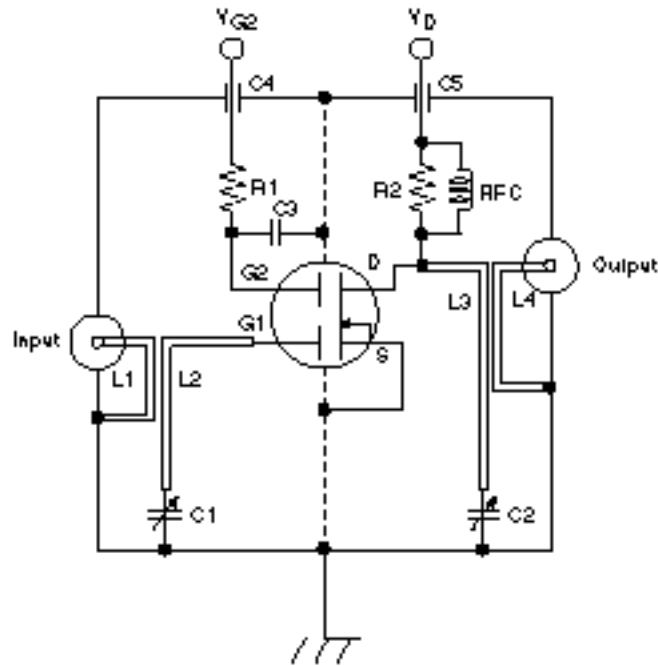 VG2 VD
C4 C5
R1 R2 RFC
C3
G2 D Output
L3 L4
Input G1
S
L1 L2
C1 C2